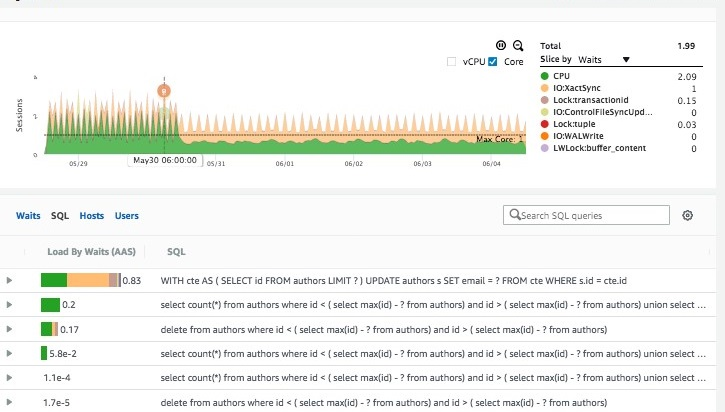 Total 1.99
Slice by Waits
vCPU Core
Sessions
CPU 2.09
IO:XactSync 1
Lock:transactionid 0.15
IO:ControlFileSyncUpd... 0
Lock:tuple 0.03
IO:WALWrite 0
LWLock:buffer_content 0
Max Core: 1
05/29 May30 06:00:00 05/31 06/01 06/02 06/03 06/04
Waits SQL Hosts Users
Search SQL queries
Load By Waits (AAS) SQL
0.83 WITH cte AS ( SELECT id FROM authors LIMIT ? ) UPDATE authors s SET email = ? FROM cte WHERE s.id = cte.id
0.2 select count(*) from authors where id < ( select max(id) - ? from authors) and id > ( select max(id) - ? from authors) union select ...
0.17 delete from authors where id < ( select max(id) - ? from authors) and id > ( select max(id) - ? from authors)
5.8e-2 select count(*) from authors where id < ( select max(id) - ? from authors) and id > ( select max(id) - ? from authors) union select ...
1.1e-4 select count(*) from authors where id < ( select max(id) - ? from authors) and id > ( select max(id) - ? from authors) union select ...
1.7e-5 delete from authors where id < ( select max(id) - ? from authors) and id > ( select max(id) - ? from authors)